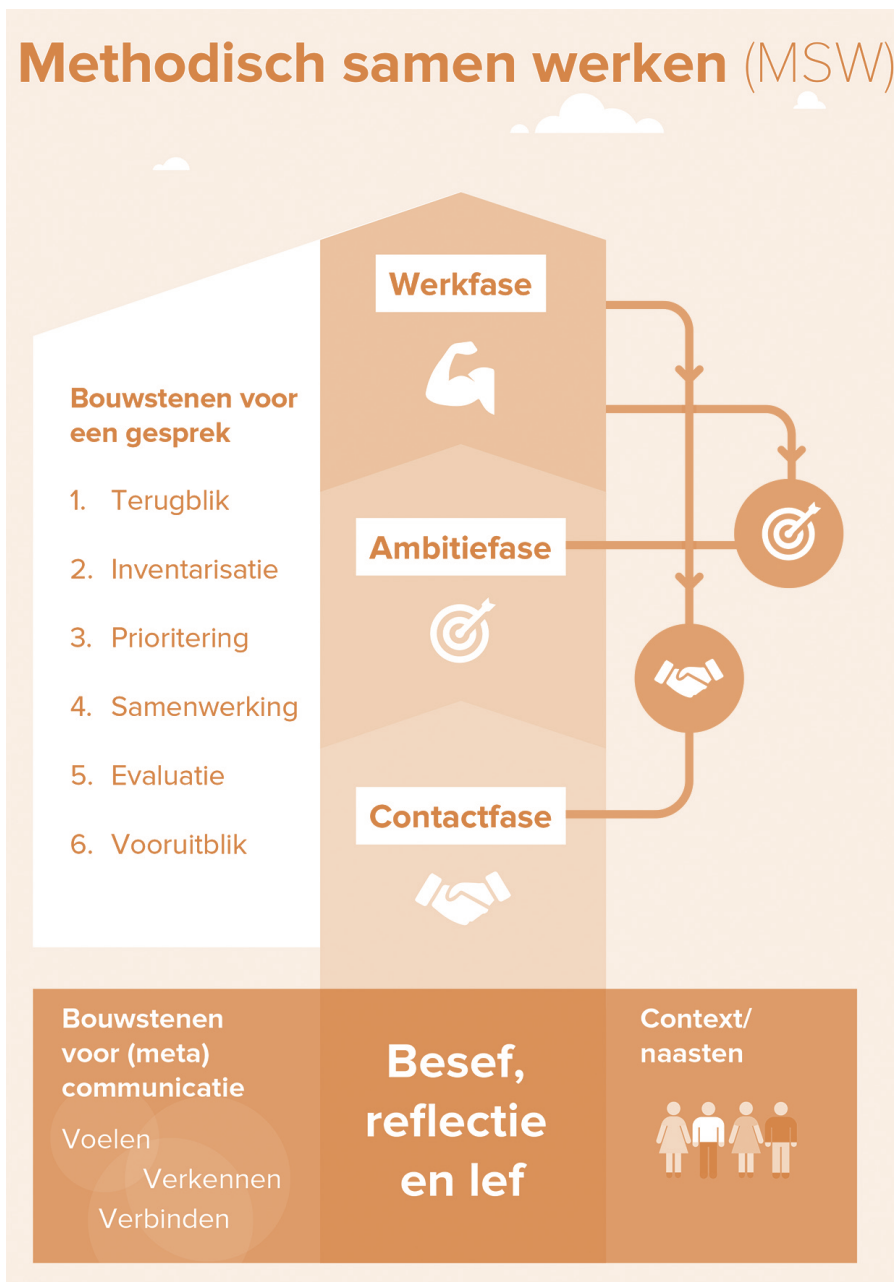 Methodisch samen werken (MSW)
Werkfase
Bouwstenen voor
een gesprek
1. Terugblik
2. Inventarisatie
3. Prioritering
4. Samenwerking
5. Evaluatie
6. Vooruitblik
Ambitiefase
Contactfase
Bouwstenen
voor (meta)
communicatie
Voelen
Verkennen
Verbinden
Besef,
reflectie
en lef
Context/
naasten